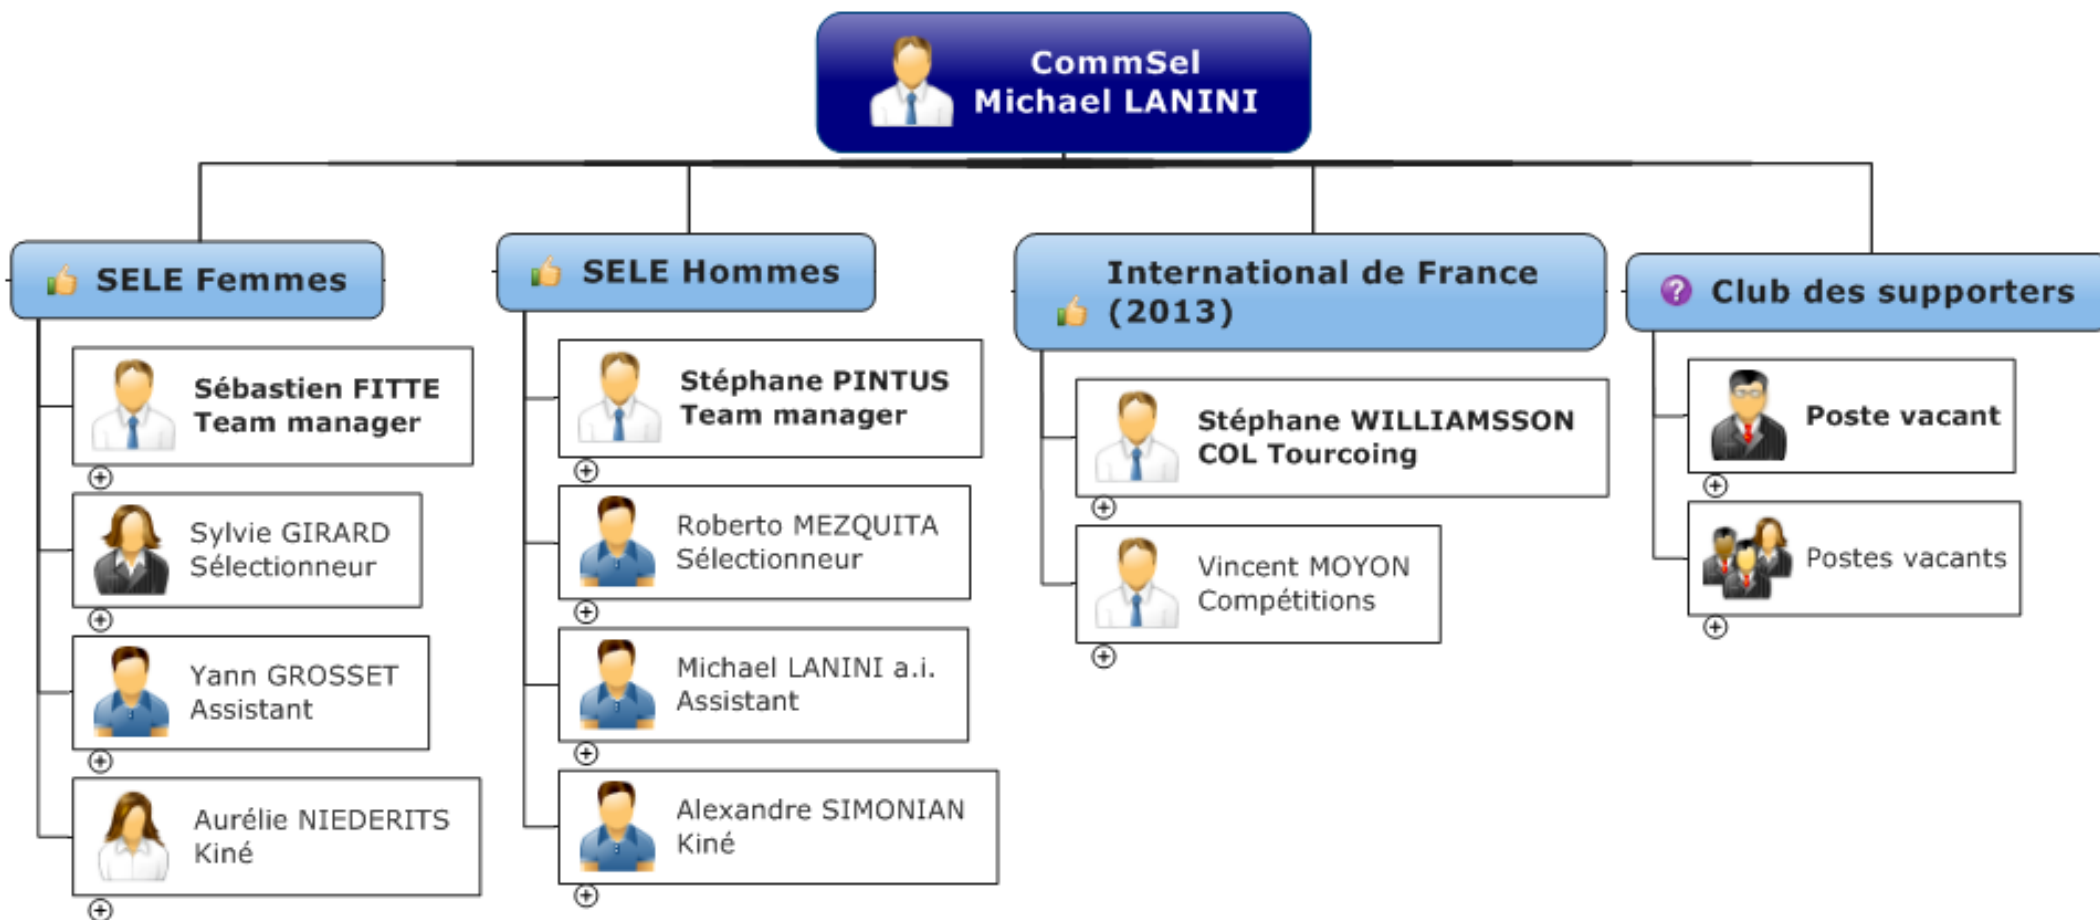 CommSel
Michael LANINI
SELE Femmes
Sébastien FITTE
Team manager
Sylvie GIRARD
Sélectionneur
Yann GROSSET
Assistant
Aurélie NIEDERITS
Kiné
SELE Hommes
Stéphane PINTUS
Team manager
Roberto MEZQUITA
Sélectionneur
Michael LANINI a.i.
Assistant
Alexandre SIMONIAN
Kiné
International de France
(2013)
Stéphane WILLIAMSSON
COL Tourcoing
Vincent MOYON
Compétitions
? Club des supporters
Poste vacant
Postes vacants